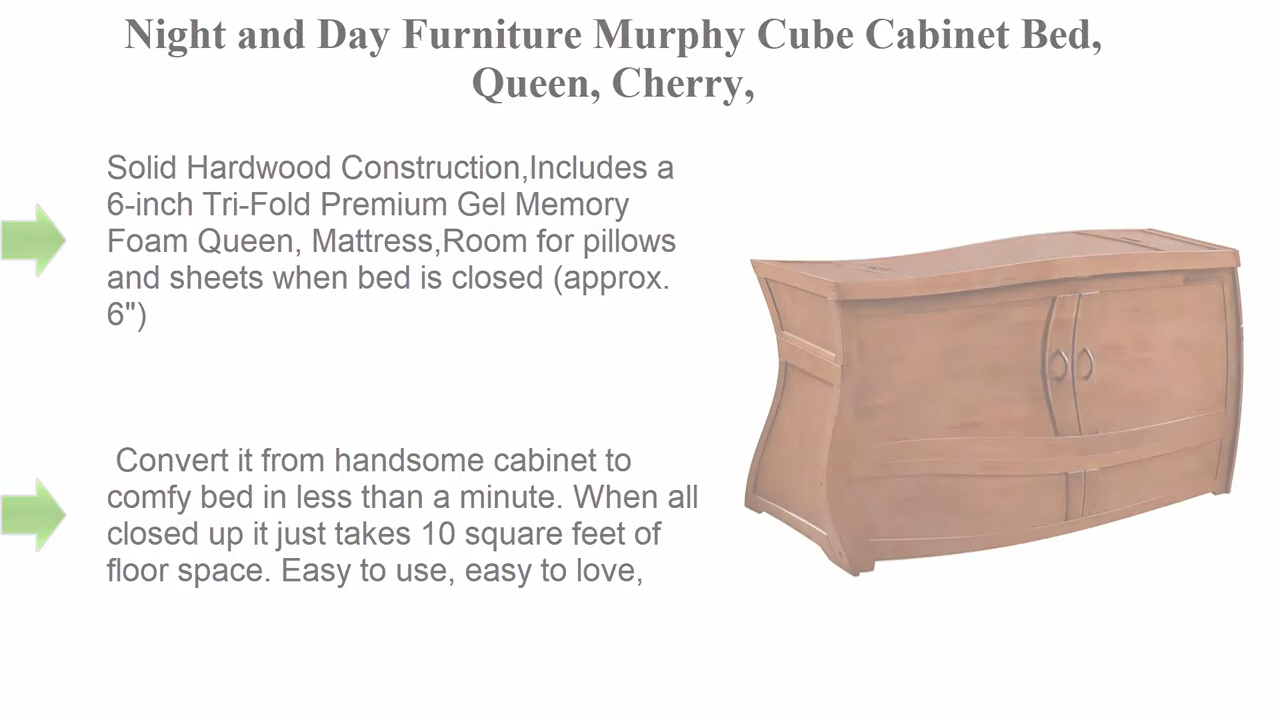 Night and Day Furniture Murphy Cube Cabinet Bed,
Queen, Cherry,
Solid Hardwood Construction,Includes a
6-inch Tri-Fold Premium Gel Memory
Foam Queen, Mattress,Room for pillows
and sheets when bed is closed (approx.
6")
Convert it from handsome cabinet to
comfy bed in less than a minute. When all
closed up it just takes 10 square feet of
floor space. Easy to use, easy to love,